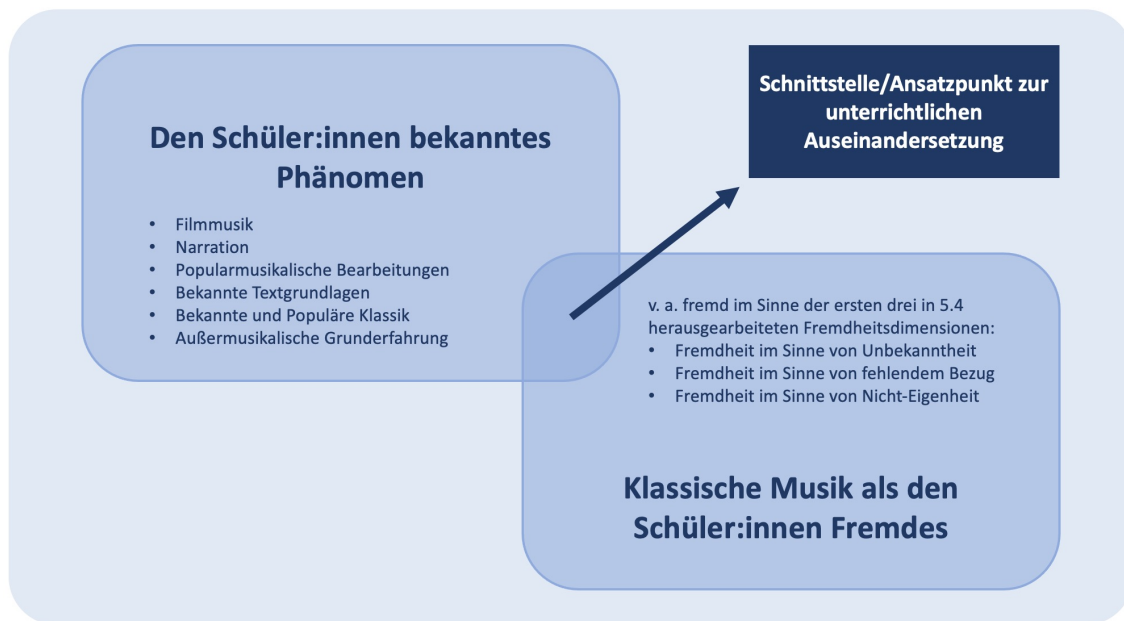 Den Schüler:innen bekanntes
Phänomen
• Filmmusik
• Narration
• Popularmusikalische Bearbeitungen
• Bekannte Textgrundlagen
• Bekannte und Populäre Klassik
• Außermusikalische Grunderfahrung
Schnittstelle/Ansatzpunkt zur
unterrichtlichen
Auseinandersetzung
v. a. fremd im Sinne der ersten drei in 5.4
herausgearbeiteten Fremdheitsdimensionen:
• Fremdheit im Sinne von Unbekanntheit
• Fremdheit im Sinne von fehlendem Bezug
• Fremdheit im Sinne von Nicht-Eigenheit
Klassische Musik als den
Schüler:innen Fremdes